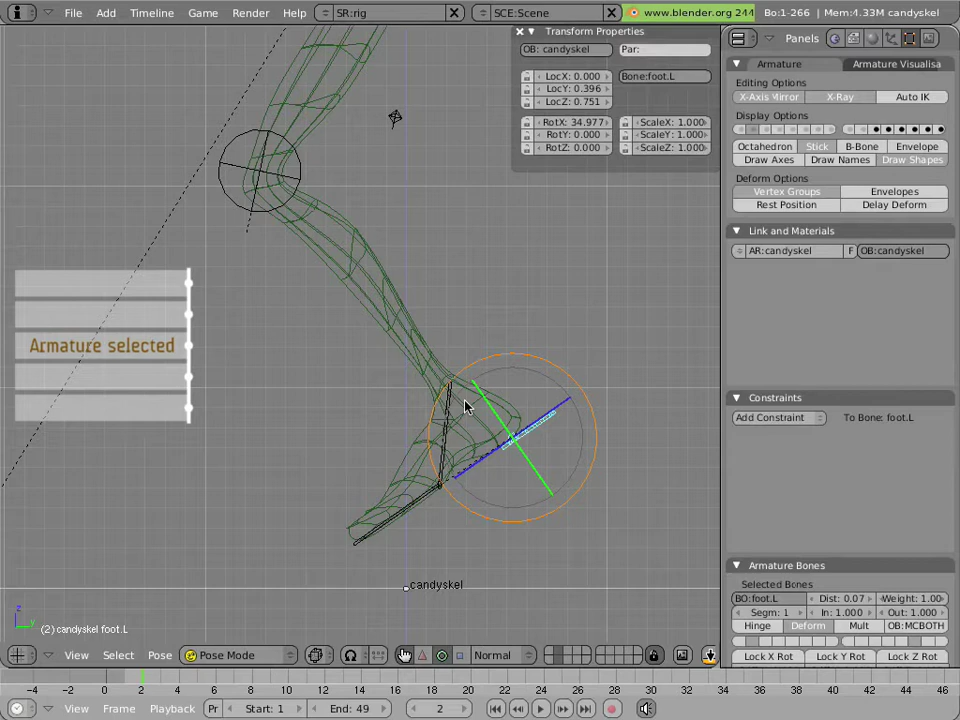 File Add Timeline Game Render Help SR:rig SCE:Scene www.blender.org 244 Bo:1-266 | Mem:4.33M candyskel
Transform Properties
OB: candyskel Par:
LocX: 0.000 Bone:foot.L
LocY: 0.396
LocZ: 0.751
RotX: 34.977 ScaleX: 1.000
RotY: 0.000 ScaleY: 1.000
RotZ: 0.000 ScaleZ: 1.000
Panels
Armature Armature Visualisa
Editing Options
X-Axis Mirror X-Ray Auto IK
Display Options
Octahedron Stick B-Bone Envelope
Draw Axes Draw Names Draw Shapes
Deform Options
Vertex Groups Envelopes
Rest Position Delay Deform
Link and Materials
AR:candyskel F OB:candyskel
Armature selected
Constraints
Add Constraint To Bone: foot.L
Armature Bones
Selected Bones
BO:foot.L Dist: 0.07 Weight: 1.00
Segm: 1 In: 1.000 Out: 1.000
Hinge Deform Mult OB:MCBOTH
Lock X Rot Lock Y Rot Lock Z Rot
candyskel
z
y
(2) candyskel foot.L
View Select Pose Pose Mode Normal
-4 -2 0 2 4 6 8 10 12 14 16 18 20 22 24 26 28 30 32 34 36 38 40 42 44 46
View Frame Playback Pr Start: 1 End: 49 2